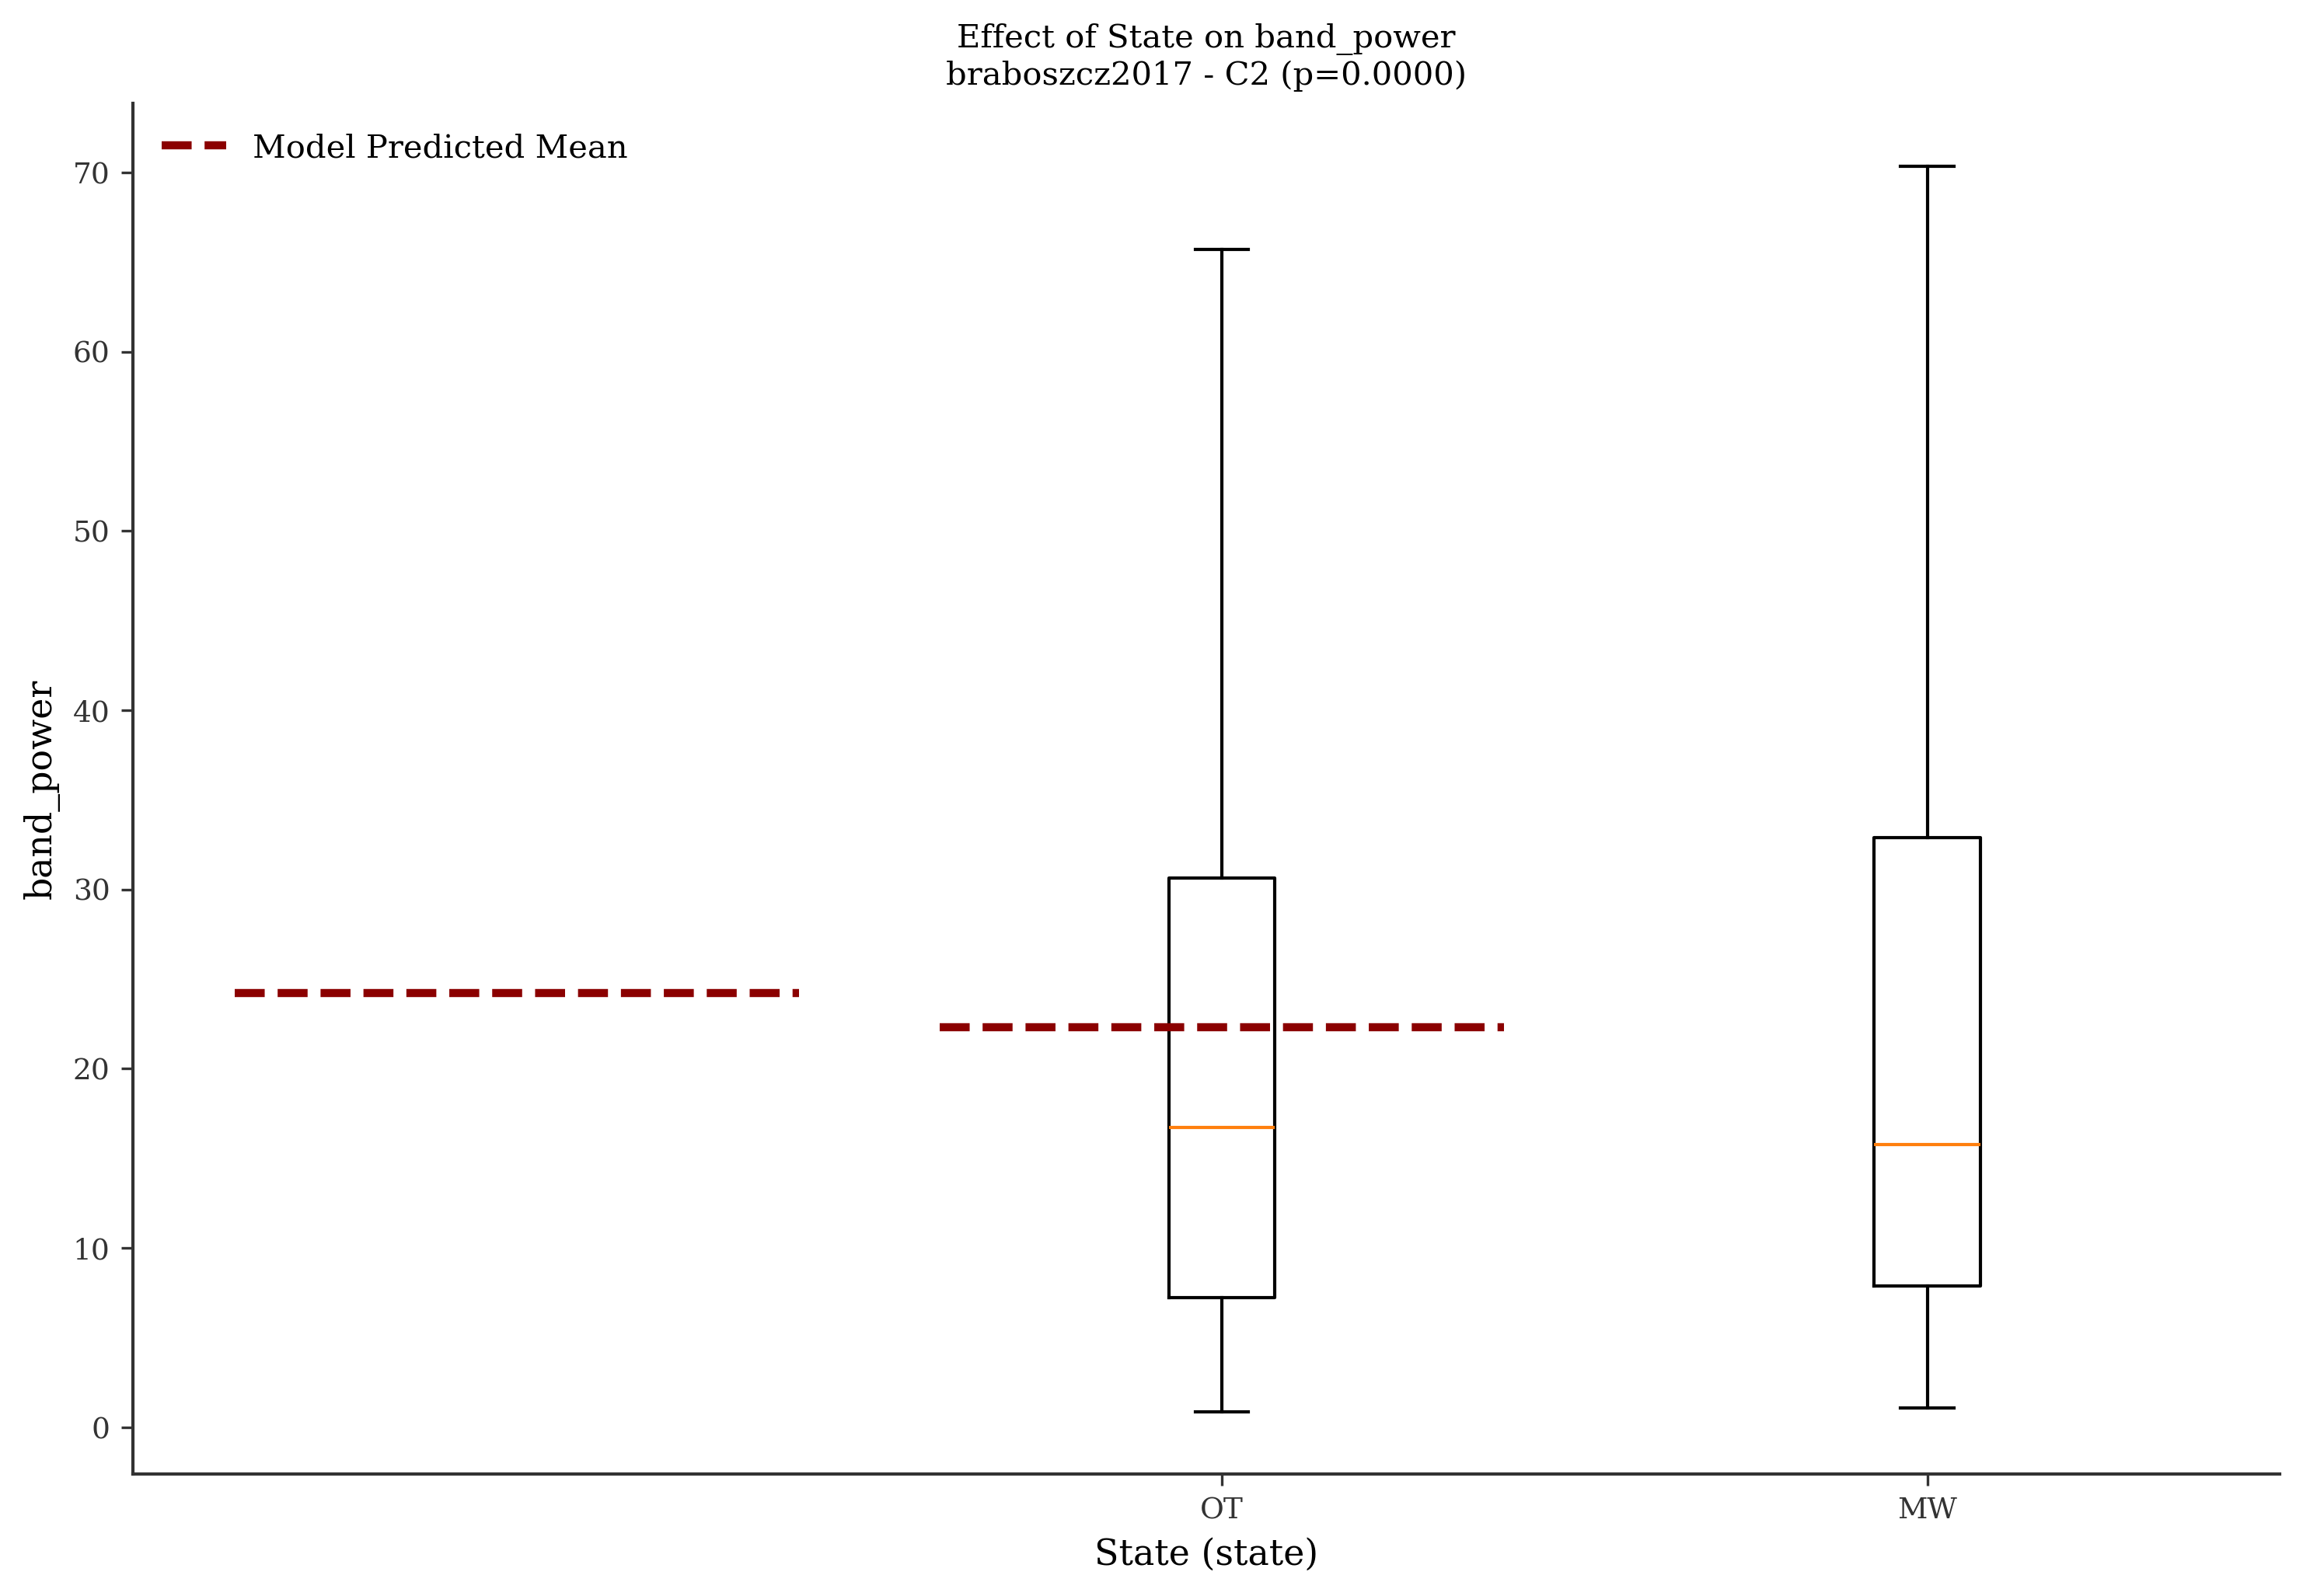 Effect of State on band_power
braboszcz2017 - C2 (p=0.0000)
Model Predicted Mean
70
60
50
40
30
20
10
0
band_power
OT
MW
State (state)